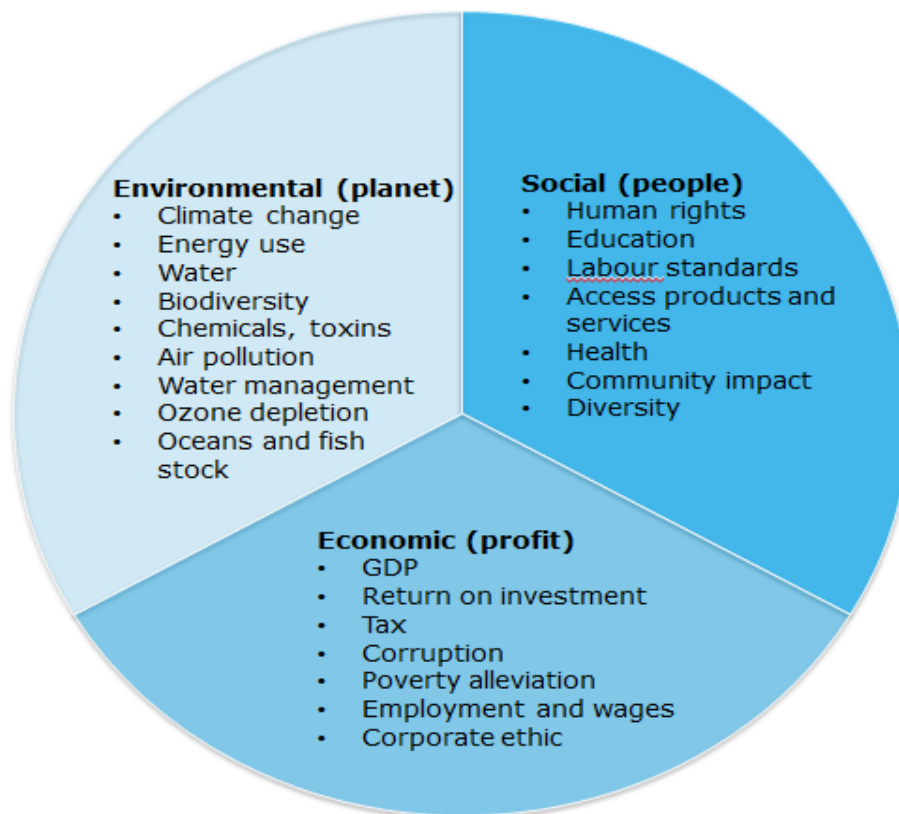 Environmental (planet)
• Climate change
• Energy use
• Water
• Biodiversity
• Chemicals, toxins
• Air pollution
• Water management
• Ozone depletion
• Oceans and fish
stock
Social (people)
• Human rights
• Education
• Labour standards
• Access products and
services
• Health
• Community impact
• Diversity
Economic (profit)
• GDP
• Return on investment
• Tax
• Corruption
• Poverty alleviation
• Employment and wages
• Corporate ethic